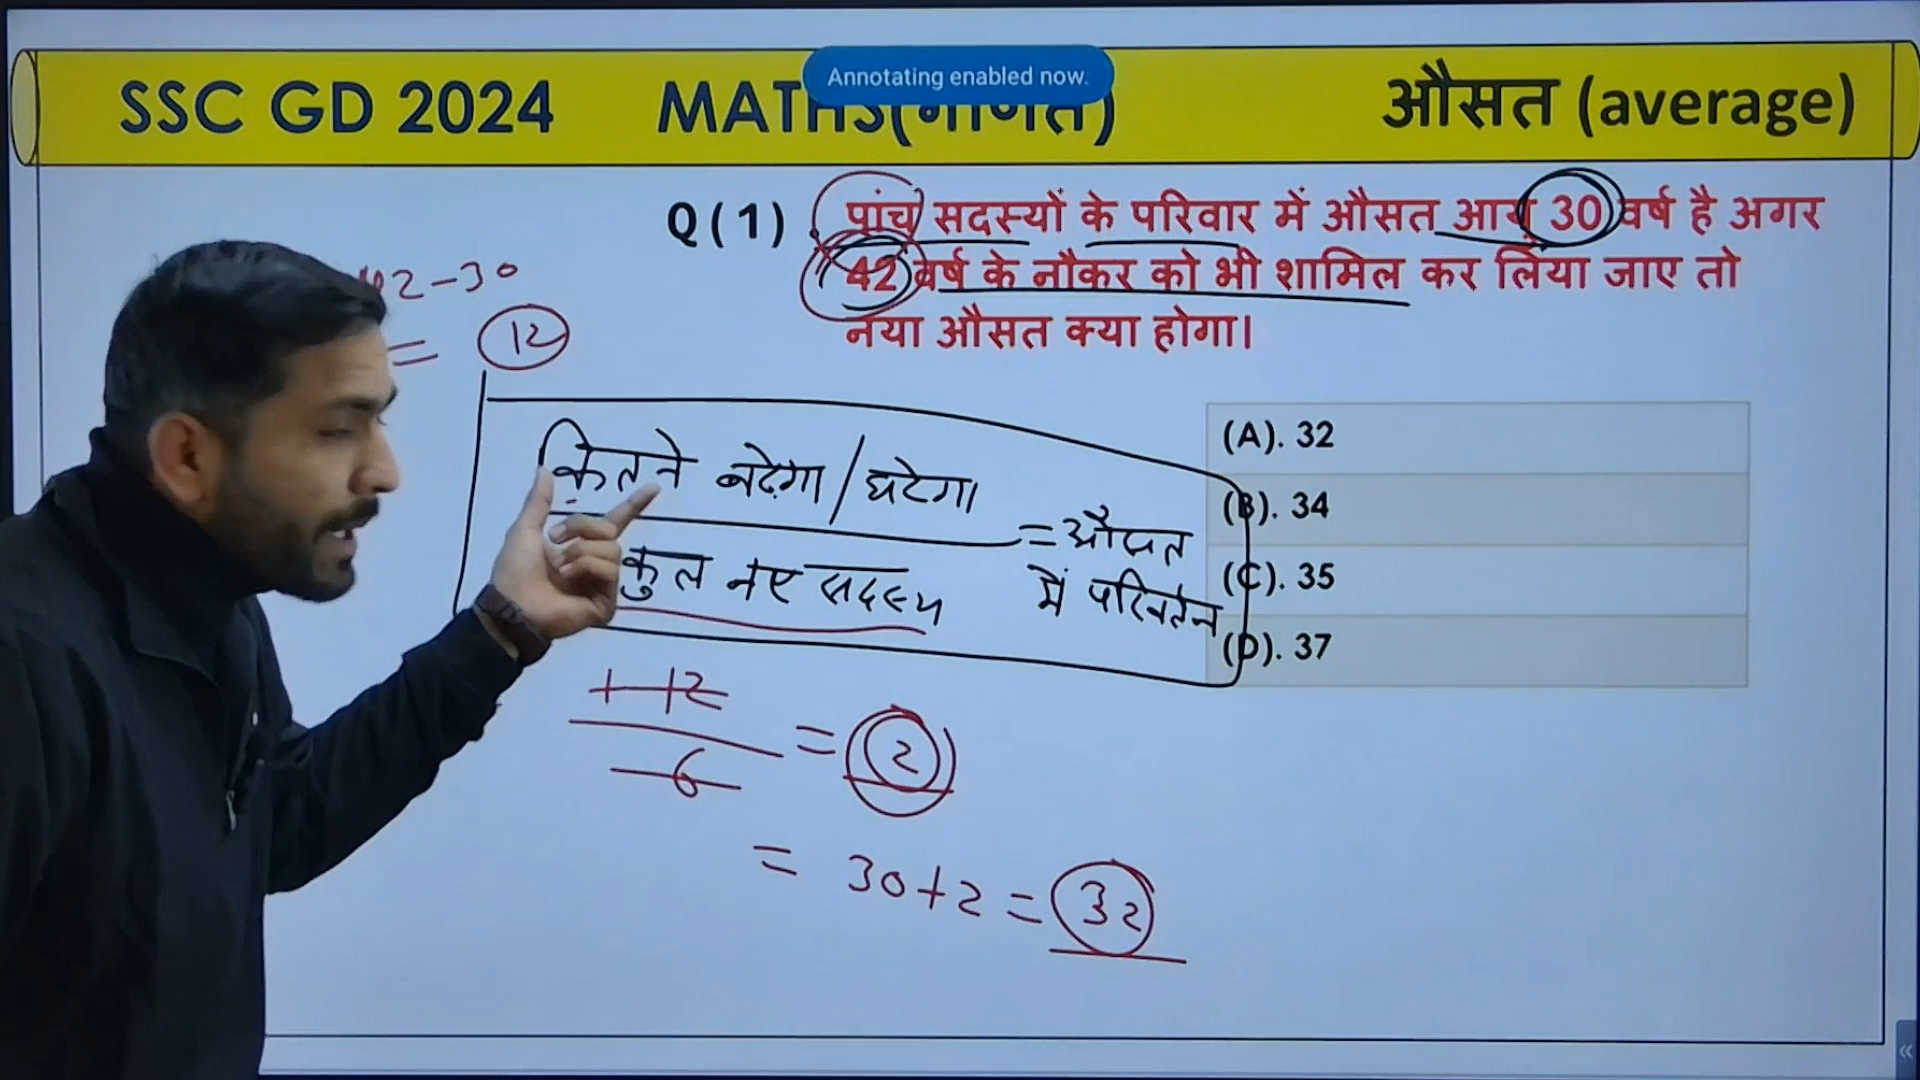 Annotating enabled now.
SSC GD 2024 MATHS(गणित) औसत (average)
Q(1). पांच सदस्यों के परिवार में औसत आयु 30 वर्ष है अगर
42 वर्ष के नौकर को भी शामिल कर लिया जाए तो
नया औसत क्या होगा।
42-30
= 12
कितने बढ़ेगा/घटेगा
कुल नए सदस्य
= औसत
में परिवर्तन
(A). 32
(B). 34
(C). 35
(D). 37
+12
6
= 2
= 30+2 = 32